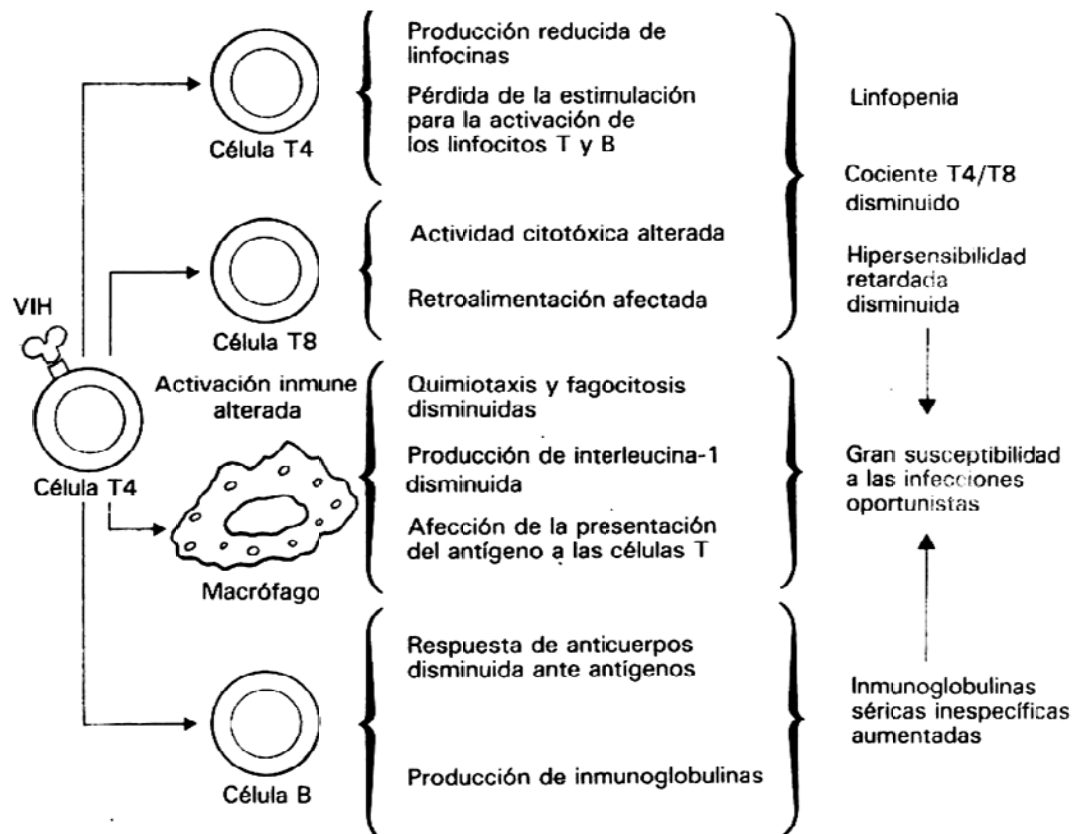 Producción reducida de
linfocinas
Pérdida de la estimulación
para la activación de
los linfocitos T y B
Célula T4
Actividad citotóxica alterada
Retroalimentación afectada
Célula T8
Linfopenia
Cociente T4/T8
disminuido
Hipersensibilidad
retardada
disminuida
VIH
Célula T4
Activación inmune
alterada
Macrófago
Quimiotaxis y fagocitosis
disminuidas
Producción de interleucina-1
disminuida
Afección de la presentación
del antígeno a las células T
Gran susceptibilidad
a las infecciones
oportunistas
Célula B
Respuesta de anticuerpos
disminuida ante antígenos
Producción de inmunoglobulinas
Inmunoglobulinas
séricas inespecíficas
aumentadas